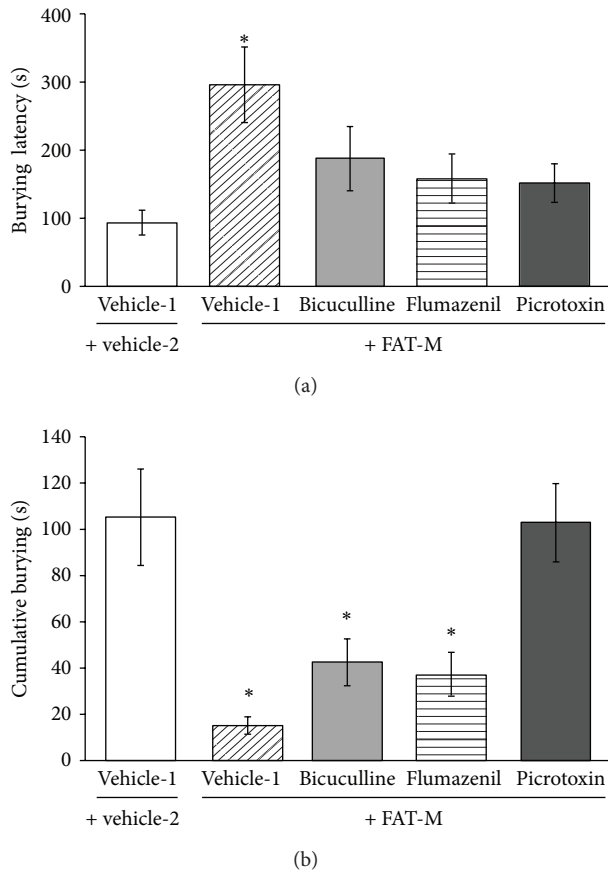 400
300
200
100
0
Burying latency (s)
*
Vehicle-1 Vehicle-1 Bicuculline Flumazenil Picrotoxin
+ vehicle-2 + FAT-M
(a)
140
120
100
80
60
40
20
0
Cumulative burying (s)
* * *
Vehicle-1 Vehicle-1 Bicuculline Flumazenil Picrotoxin
+ vehicle-2 + FAT-M
(b)